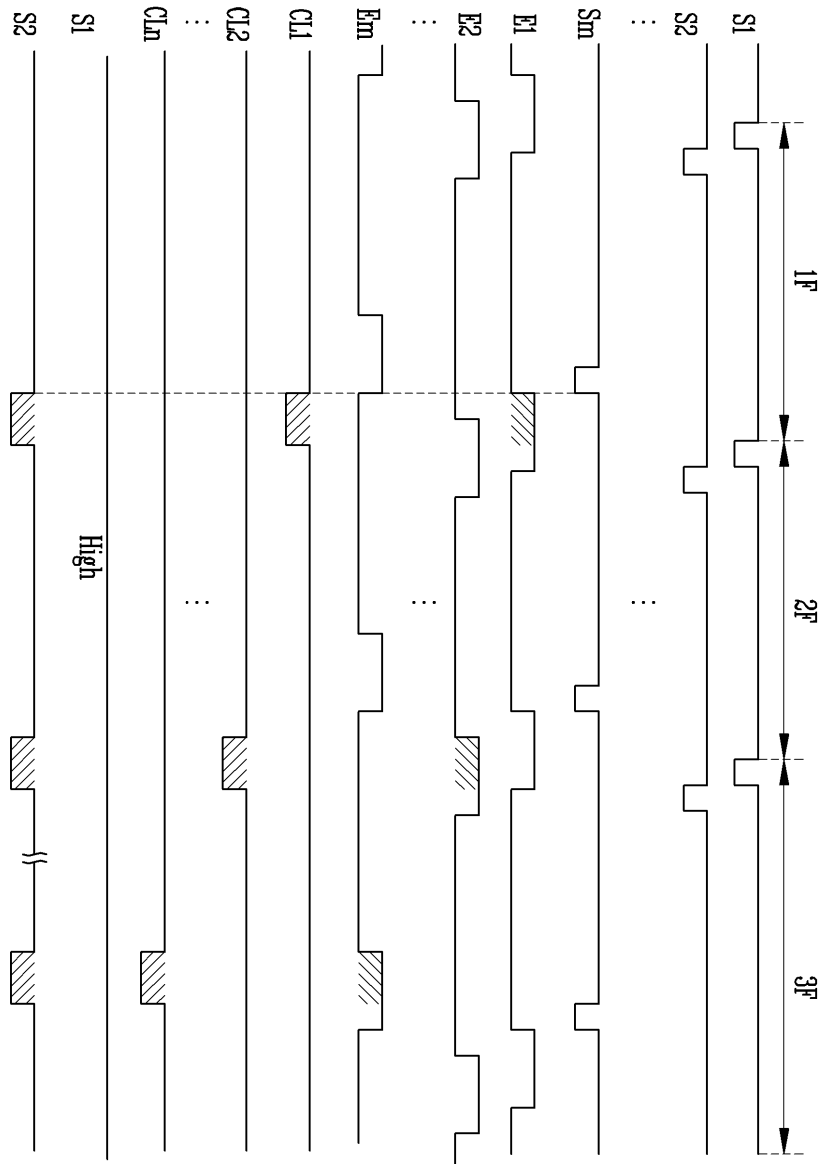 1F 2F 3F
S1
S2
⋮ ⋮
Sm
E1
E2
⋮ ⋮
Em
CL1
CL2
⋮ ⋮
CLn
S1 High
S2